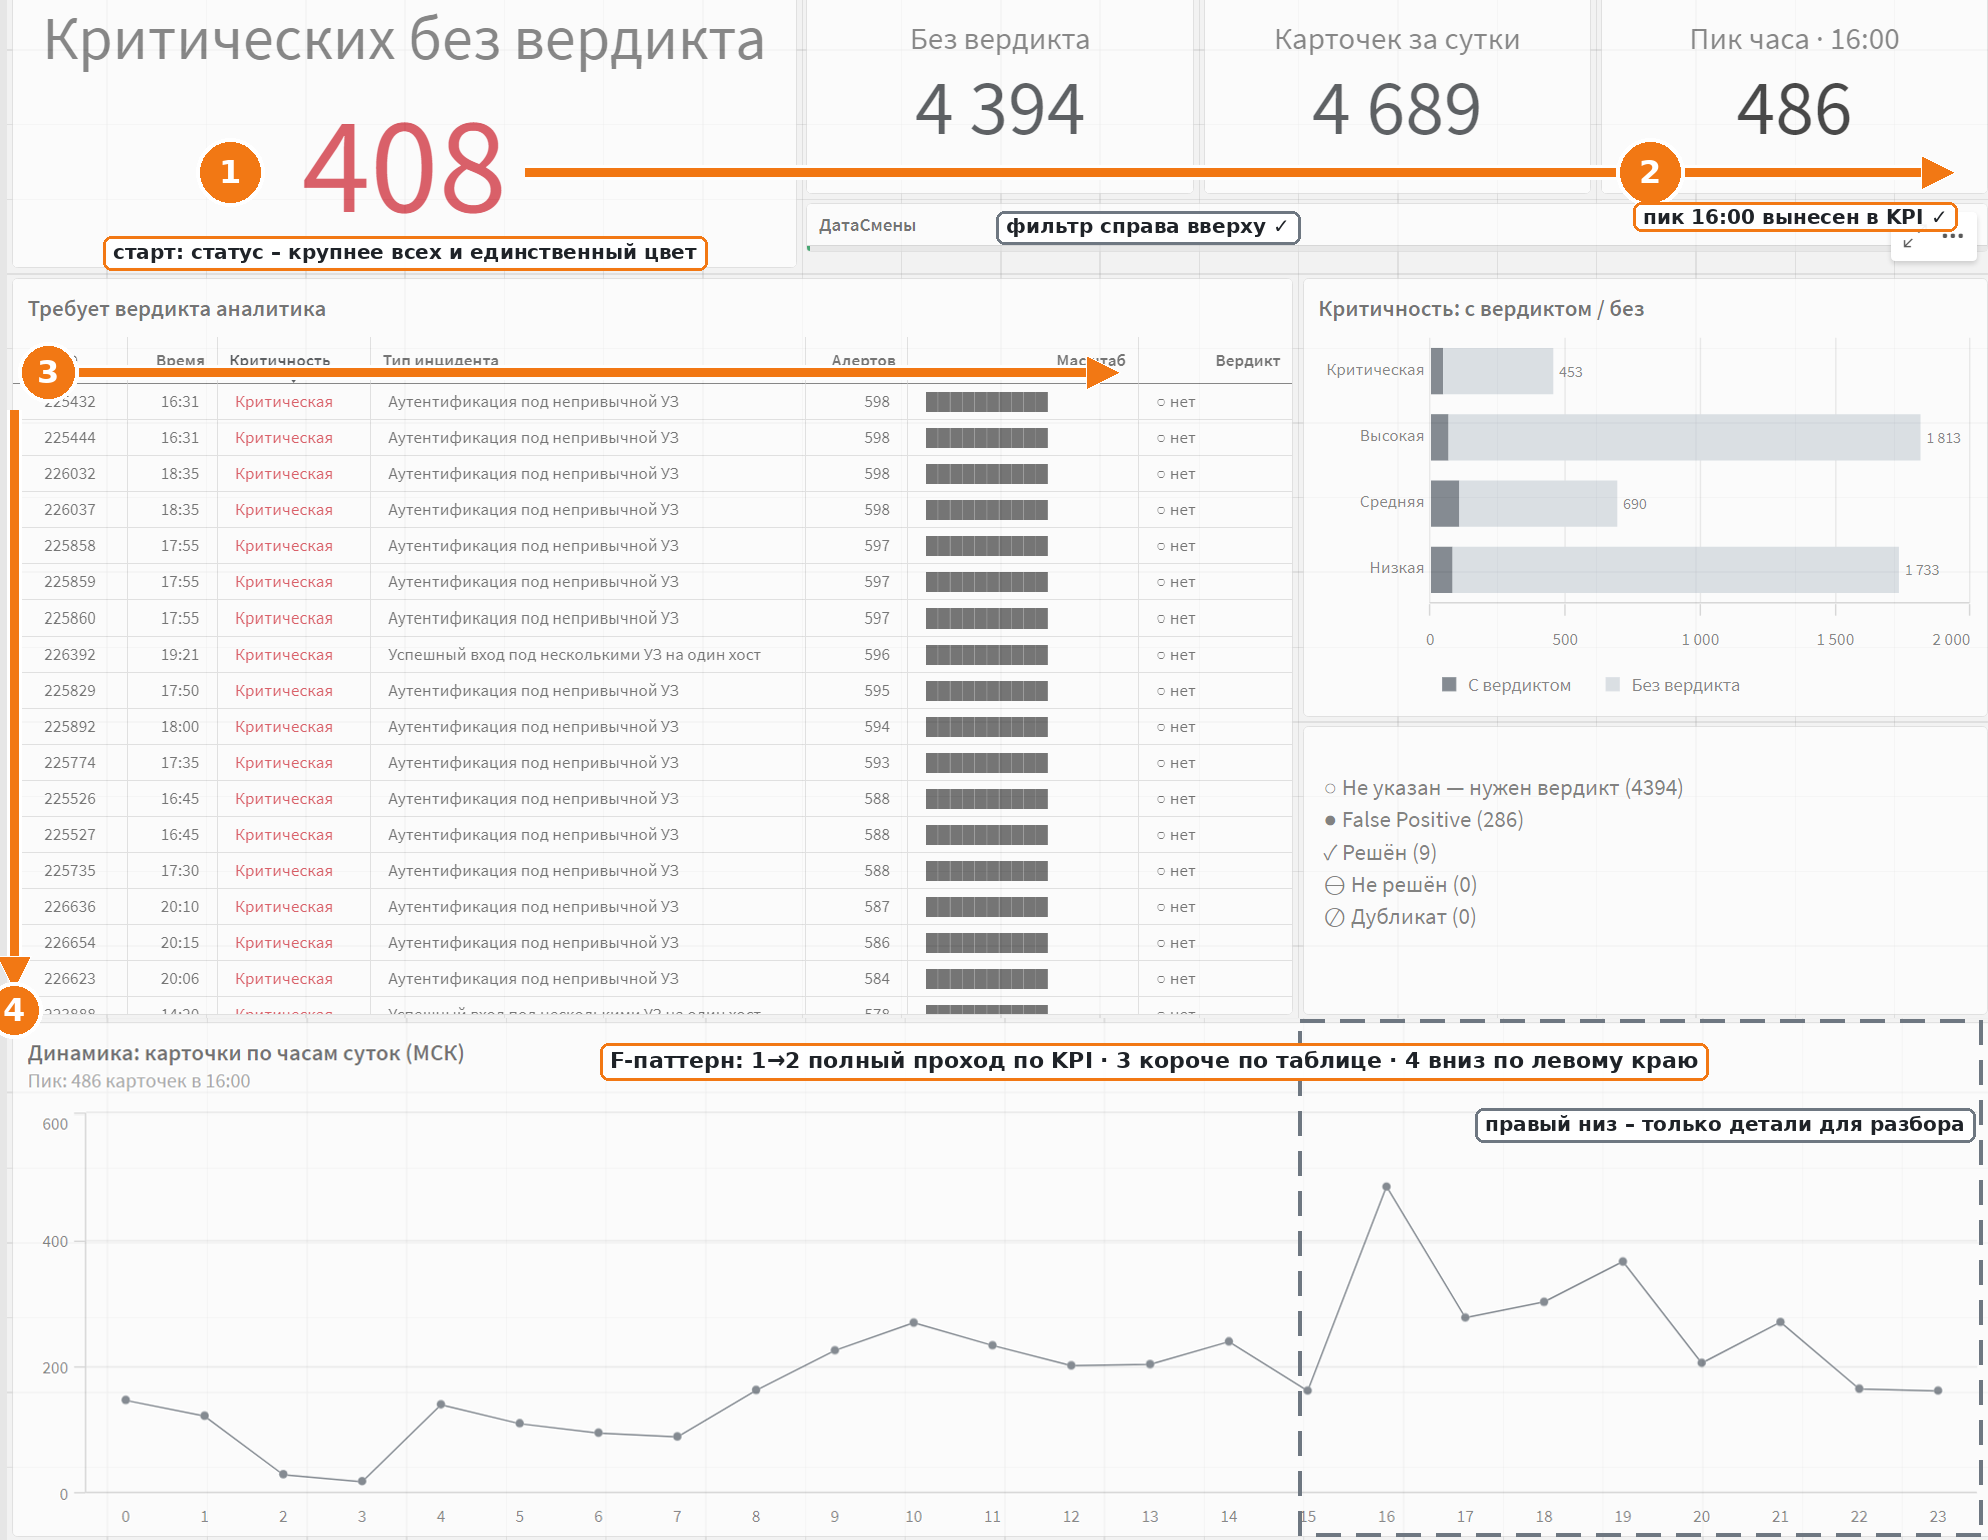 Критических без вердикта
408
1
старт: статус – крупнее всех и единственный цвет
Без вердикта
4 394
Карточек за сутки
4 689
Пик часа · 16:00
486
2
пик 16:00 вынесен в KPI ✓
ДатаСмены
фильтр справа вверху ✓
Требует вердикта аналитика
3
Время Критичность Тип инцидента Алертов Масштаб Вердикт
225432 16:31 Критическая Аутентификация под непривычной УЗ 598 ○ нет
225444 16:31 Критическая Аутентификация под непривычной УЗ 598 ○ нет
226032 18:35 Критическая Аутентификация под непривычной УЗ 598 ○ нет
226037 18:35 Критическая Аутентификация под непривычной УЗ 598 ○ нет
225858 17:55 Критическая Аутентификация под непривычной УЗ 597 ○ нет
225859 17:55 Критическая Аутентификация под непривычной УЗ 597 ○ нет
225860 17:55 Критическая Аутентификация под непривычной УЗ 597 ○ нет
226392 19:21 Критическая Успешный вход под несколькими УЗ на один хост 596 ○ нет
225829 17:50 Критическая Аутентификация под непривычной УЗ 595 ○ нет
225892 18:00 Критическая Аутентификация под непривычной УЗ 594 ○ нет
225774 17:35 Критическая Аутентификация под непривычной УЗ 593 ○ нет
225526 16:45 Критическая Аутентификация под непривычной УЗ 588 ○ нет
225527 16:45 Критическая Аутентификация под непривычной УЗ 588 ○ нет
225735 17:30 Критическая Аутентификация под непривычной УЗ 588 ○ нет
226636 20:10 Критическая Аутентификация под непривычной УЗ 587 ○ нет
226654 20:15 Критическая Аутентификация под непривычной УЗ 586 ○ нет
226623 20:06 Критическая Аутентификация под непривычной УЗ 584 ○ нет
4
Критичность: с вердиктом / без
Критическая 453
Высокая 1 813
Средняя 690
Низкая 1 733
0 500 1 000 1 500 2 000
С вердиктом Без вердикта
○ Не указан — нужен вердикт (4394)
● False Positive (286)
✓ Решён (9)
⊖ Не решён (0)
⊘ Дубликат (0)
Динамика: карточки по часам суток (МСК)
Пик: 486 карточек в 16:00
F-паттерн: 1→2 полный проход по KPI · 3 короче по таблице · 4 вниз по левому краю
правый низ – только детали для разбора
600
400
200
0
0 1 2 3 4 5 6 7 8 9 10 11 12 13 14 15 16 17 18 19 20 21 22 23